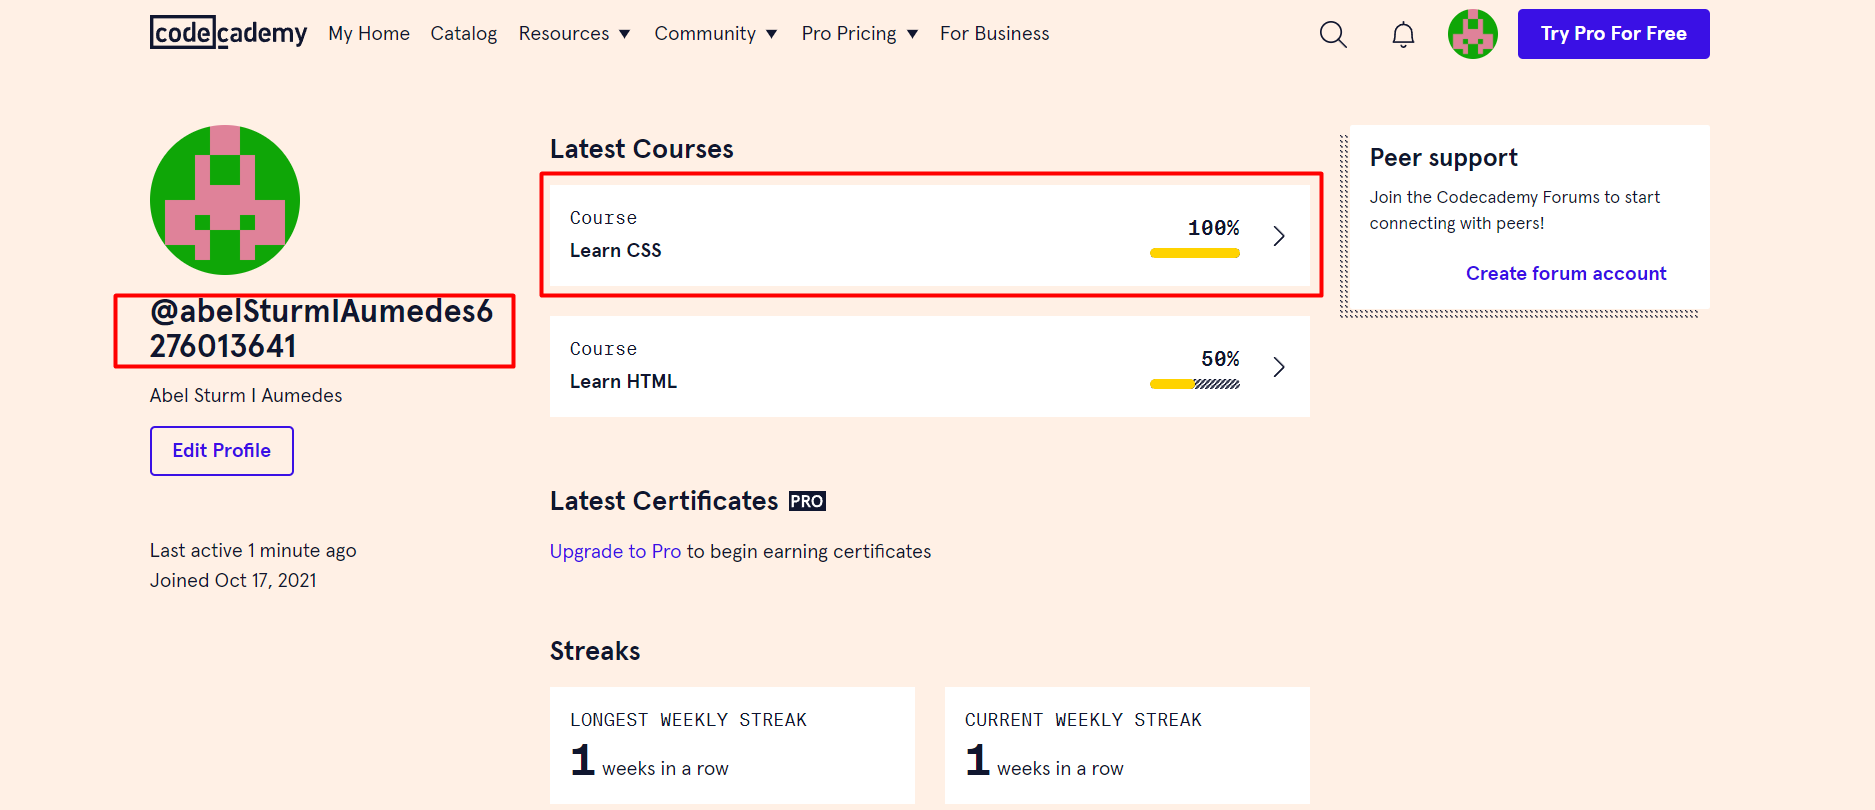 codecademy My Home Catalog Resources Community Pro Pricing For Business Try Pro For Free
@abelSturmIAumedes6
276013641
Abel Sturm I Aumedes
Edit Profile
Last active 1 minute ago
Joined Oct 17, 2021
Latest Courses
Course
Learn CSS
100%
Course
Learn HTML
50%
Latest Certificates PRO
Upgrade to Pro to begin earning certificates
Streaks
LONGEST WEEKLY STREAK
1 weeks in a row
CURRENT WEEKLY STREAK
1 weeks in a row
Peer support
Join the Codecademy Forums to start
connecting with peers!
Create forum account